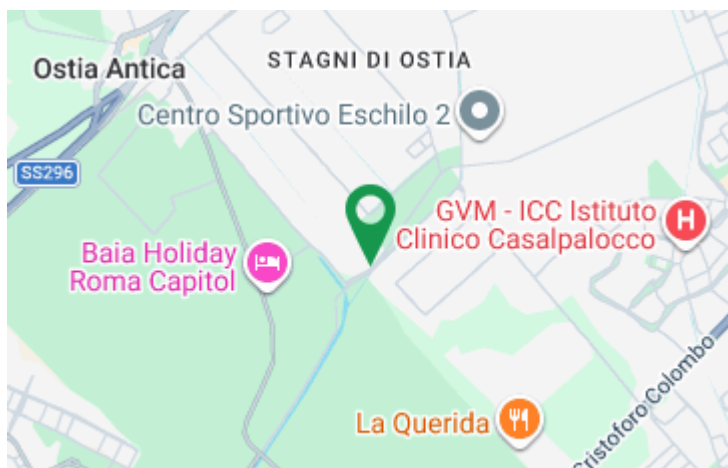 STAGNI DI OSTIA
Ostia Antica
Centro Sportivo Eschilo 2
SS296
GVM - ICC Istituto
Clinico Casalpalocco
H
Baia Holiday
Roma Capitol
La Querida
Cristoforo Colombo